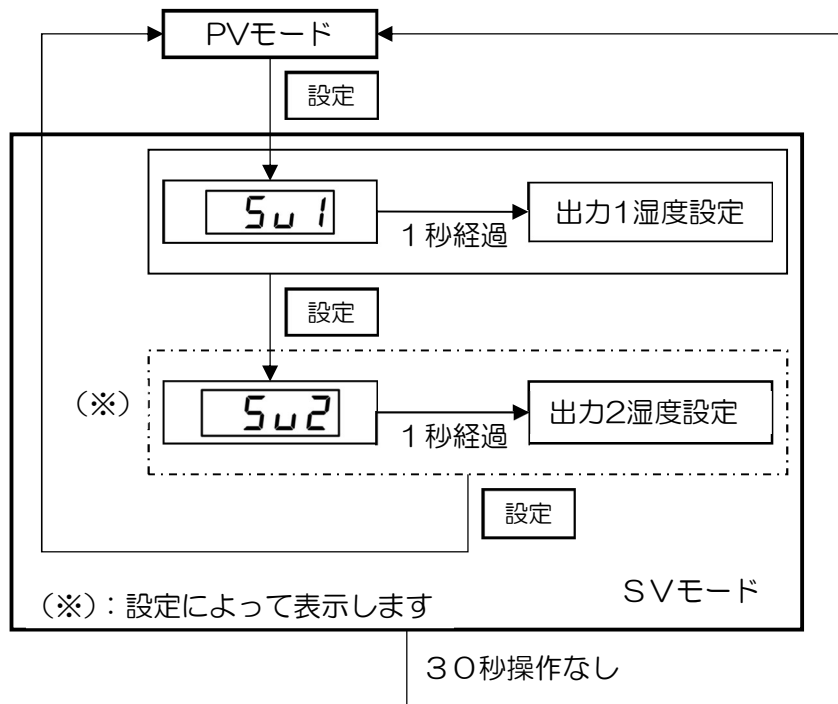 PVモード
設定
Sv1
1秒経過
出力1湿度設定
設定
(※)
Sv2
1秒経過
出力2湿度設定
設定
SVモード
(※):設定によって表示します
30秒操作なし